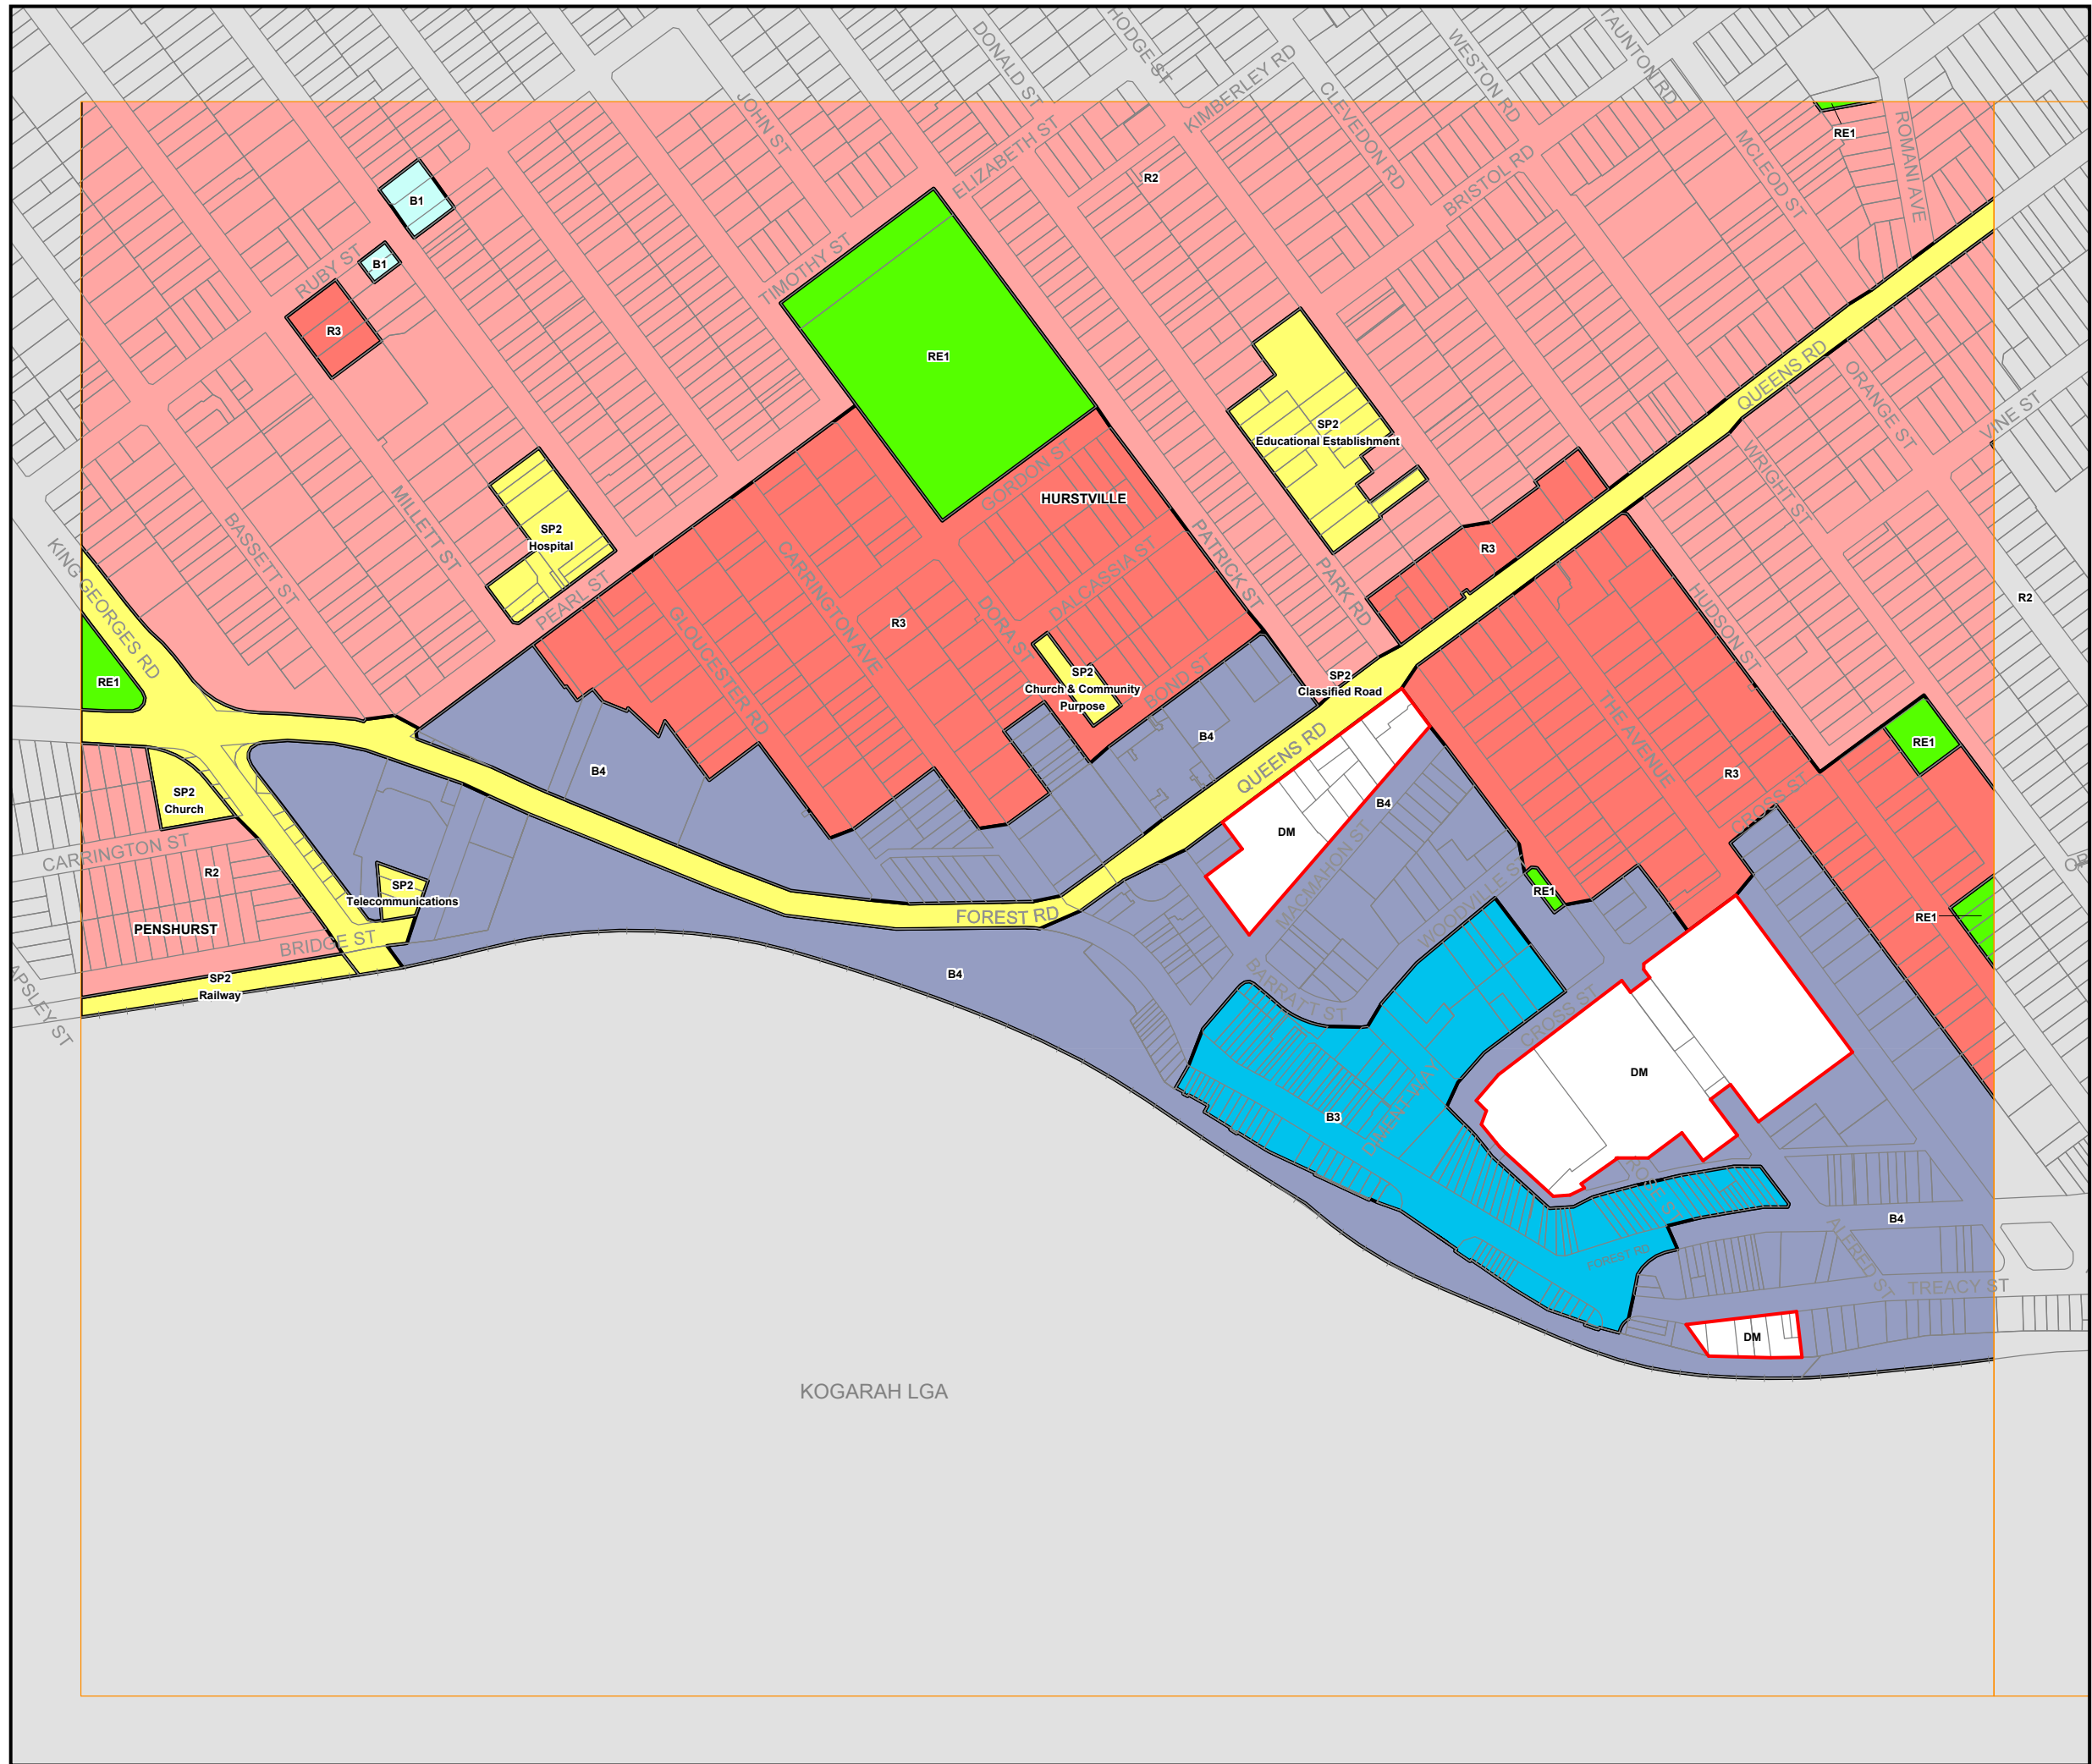 DONALD ST
HODGE ST
KIMBERLEY RD
WESTON RD
TAUNTON RD
JOHN ST
ELIZABETH ST
CLEVEDON RD
BRISTOL RD
MCLEOD ST
ROMANI AVE
RE1
R2
B1
B1
RUBY S
TIMOTHY ST
R3
RE1
QUEENS RD
ORANGE ST
VINE ST
SP2
Educational Establishment
WRIGHT ST
GORDON ST
HURSTVILLE
MILLETT ST
BASSETT ST
SP2
Hospital
PEARL ST
KING GEORGES RD
CARRINGTON AVE
GLOUCESTER RD
DORA ST
DALCASSIA ST
PATRICK ST
PARK RD
R3
HUDSON ST
R2
R3
RE1
SP2
Church & Community
Purpose
BOND ST
SP2
Classified Road
QUEENS RD
THE AVENUE
B4
B4
R3
RE1
CROSS ST
SP2
Church
B4
DM
MACMAHON ST
CARRINGTON ST
R2
SP2
Telecommunications
RE1
WOODVILLE S
FOREST RD
RE1
PENSHURST
BRIDGE ST
SP2
Railway
APSLEY ST
B4
BARRATT ST
CROSS ST
DM
B3
DIMENT WAY
FOREST RD
B4
ALFRED ST
TREACY ST
DM
KOGARAH LGA